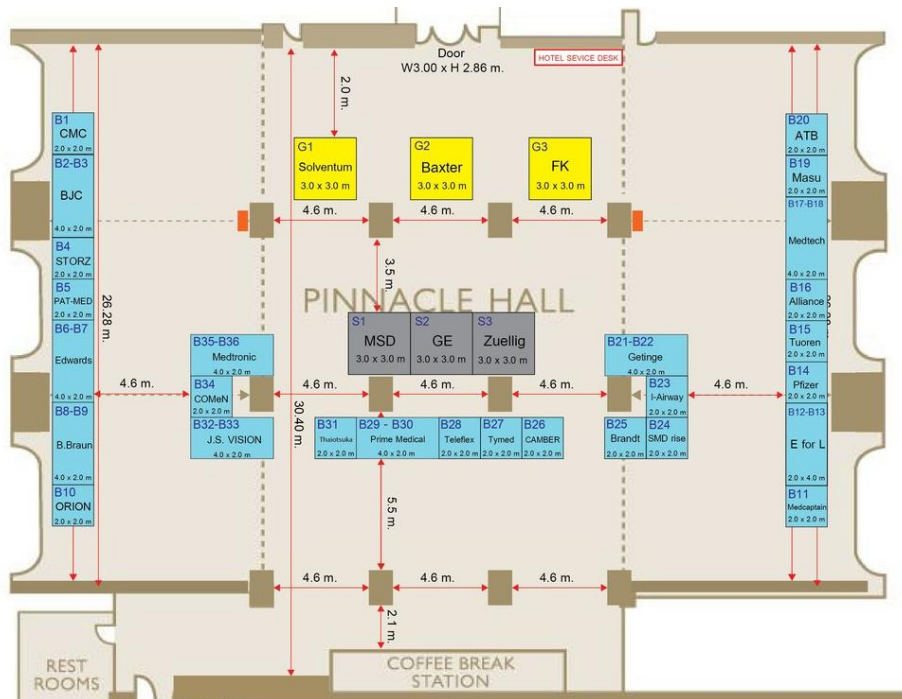 Door
W3.00 x H 2.86 m.
HOTEL SEVICE DESK
2.0 m.
B1
CMC
2.0 x 2.0 m
B2-B3
BJC
4.0 x 2.0 m
B4
STORZ
2.0 x 2.0 m
B5
PAT-MED
2.0 x 2.0 m
B6-B7
Edwards
4.0 x 2.0 m
B8-B9
B.Braun
4.0 x 2.0 m
B10
ORION
2.0 x 2.0 m
26.28 m.
G1
Solventum
3.0 x 3.0 m
G2
Baxter
3.0 x 3.0 m
G3
FK
3.0 x 3.0 m
4.6 m.
4.6 m.
4.6 m.
3.5 m.
PINNACLE HALL
S1
MSD
3.0 x 3.0 m
S2
GE
3.0 x 3.0 m
S3
Zuellig
3.0 x 3.0 m
B35-B36
Medtronic
4.0 x 2.0 m
B34
COMeN
2.0 x 2.0 m
B32-B33
J.S. VISION
4.0 x 2.0 m
4.6 m.
4.6 m.
4.6 m.
4.6 m.
4.6 m.
30.40 m.
B31
Thaiotsuka
2.0 x 2.0 m
B29 - B30
Prime Medical
4.0 x 2.0 m
B28
Teleflex
2.0 x 2.0 m
B27
Tymed
2.0 x 2.0 m
B26
CAMBER
2.0 x 2.0 m
B21-B22
Getinge
4.0 x 2.0 m
B23
I-Airway
2.0 x 2.0 m
B25
Brandt
2.0 x 2.0 m
B24
SMD rise
2.0 x 2.0 m
B20
ATB
2.0 x 2.0 m
B19
Masu
2.0 x 2.0 m
B17-B18
Medtech
4.0 x 2.0 m
B16
Alliance
2.0 x 2.0 m
B15
Tuoren
2.0 x 2.0 m
B14
Pfizer
2.0 x 2.0 m
B12-B13
E for L
2.0 x 4.0 m
B11
Medcaptain
2.0 x 2.0 m
5.5 m.
4.6 m.
4.6 m.
4.6 m.
2.1 m.
REST
ROOMS
COFFEE BREAK
STATION